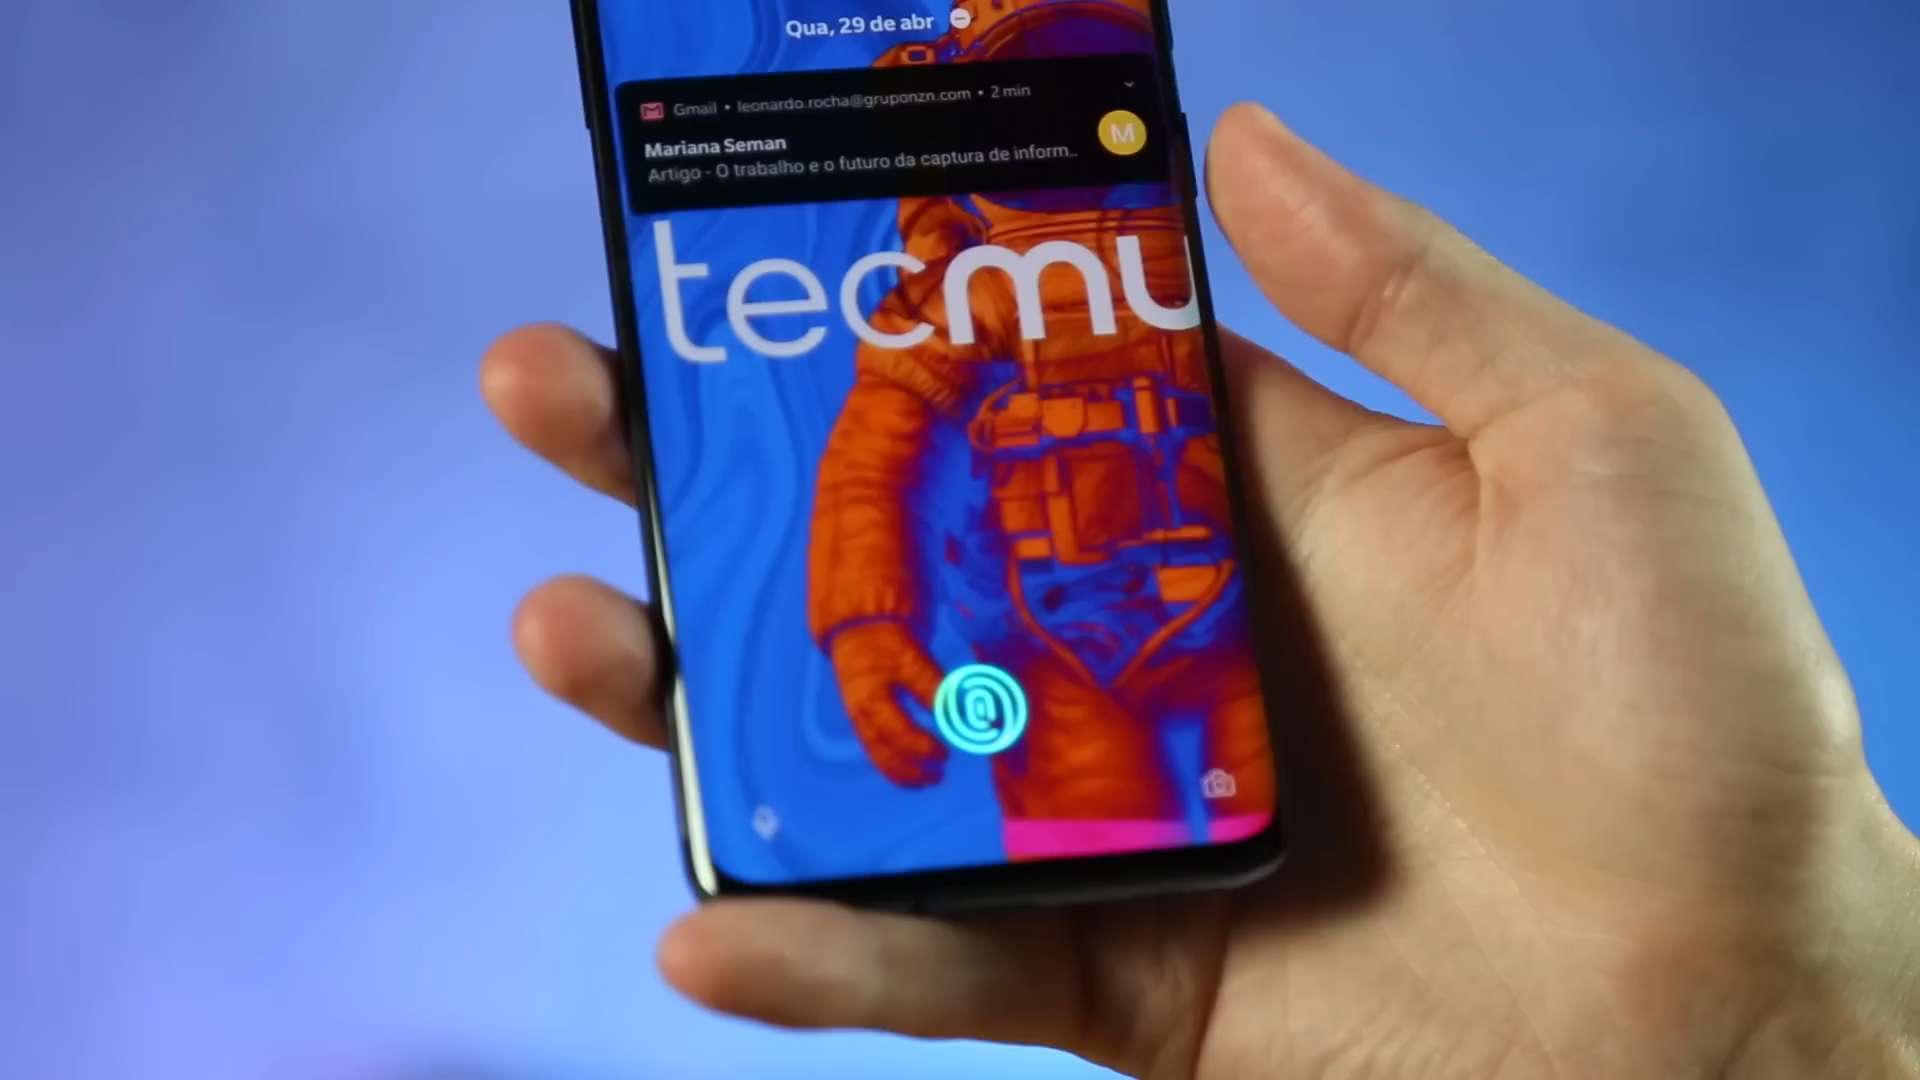 Qua, 29 de abr
Gmail • leonardo.rocha@gruponzn.com • 2 min
Mariana Seman
M
Artigo - O trabalho e o futuro da captura de inform..
tecmu